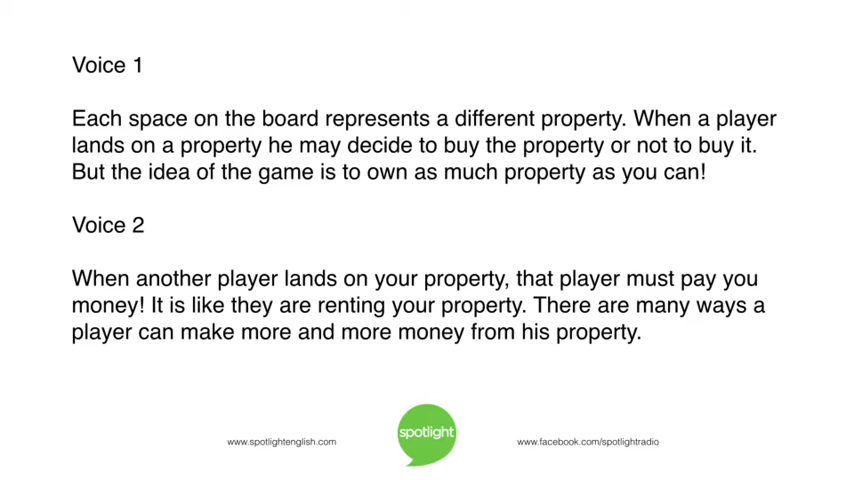 Voice 1
Each space on the board represents a different property. When a player
lands on a property he may decide to buy the property or not to buy it.
But the idea of the game is to own as much property as you can!
Voice 2
When another player lands on your property, that player must pay you
money! It is like they are renting your property. There are many ways a
player can make more and more money from his property.
www.spotlightenglish.com
spotlight
www.facebook.com/spotlightradio